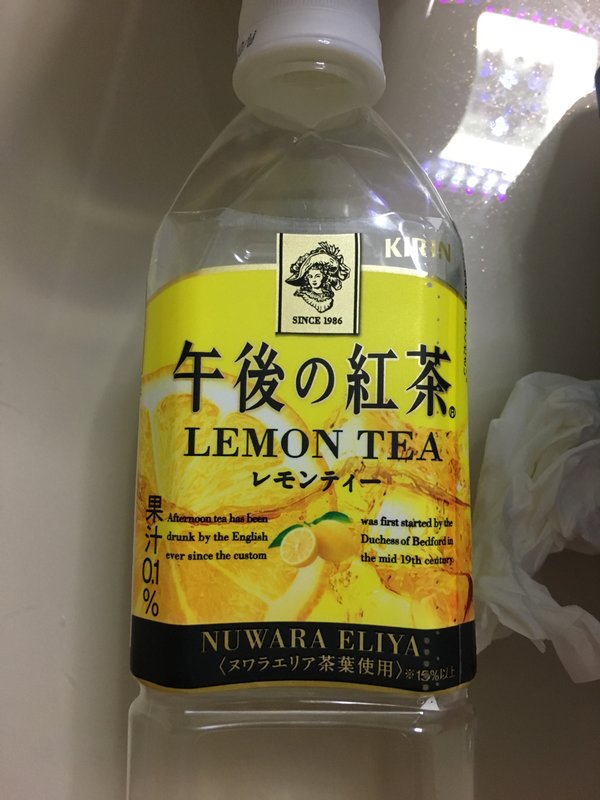 KIRIN
SINCE 1986
午後の紅茶®
LEMON TEA
レモンティー
果汁0.1%
Afternoon tea has been
drunk by the English
ever since the custom
was first started by the
Duchess of Bedford in
the mid 19th century.
NUWARA ELIYA
〈ヌワラエリア茶葉使用〉※15%以上